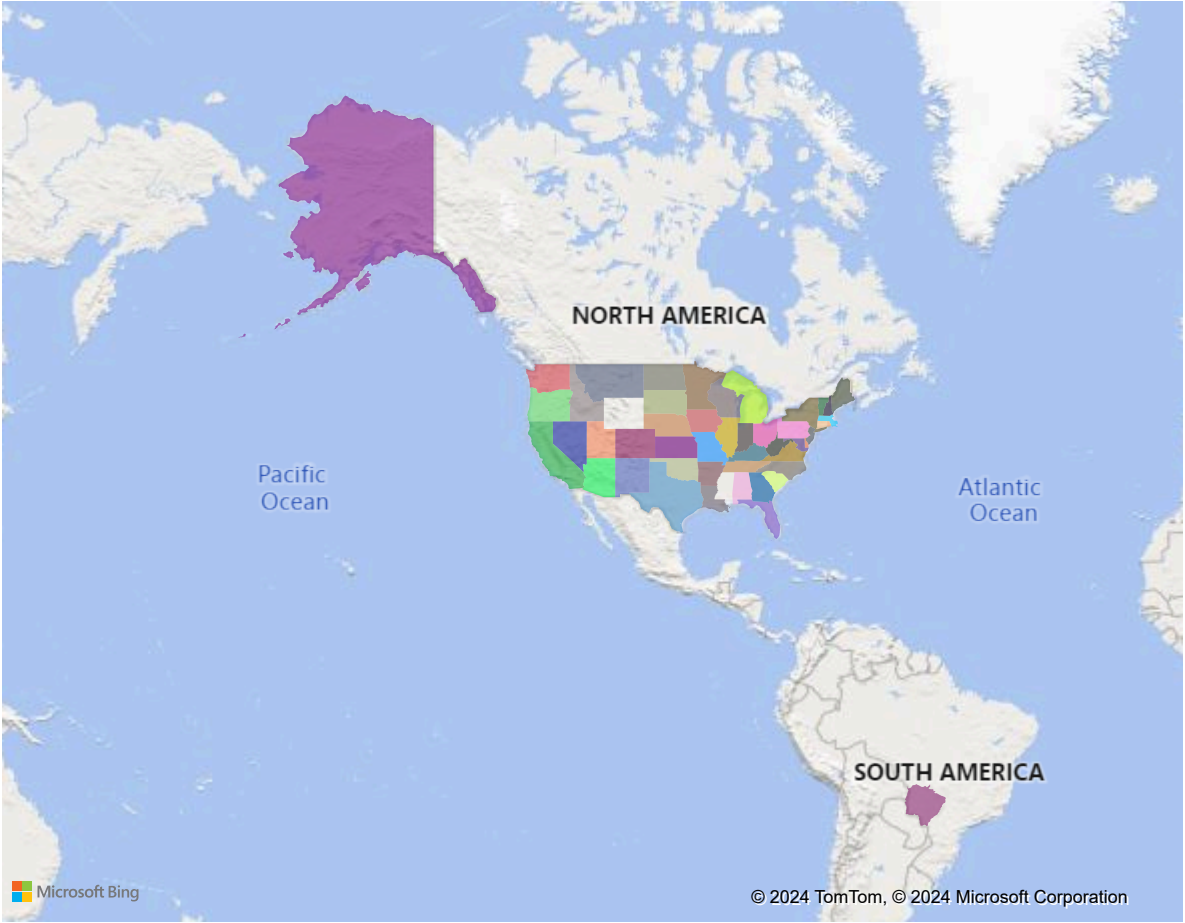 NORTH AMERICA
Pacific
Ocean
Atlantic
Ocean
SOUTH AMERICA
Microsoft Bing
© 2024 TomTom, © 2024 Microsoft Corporation